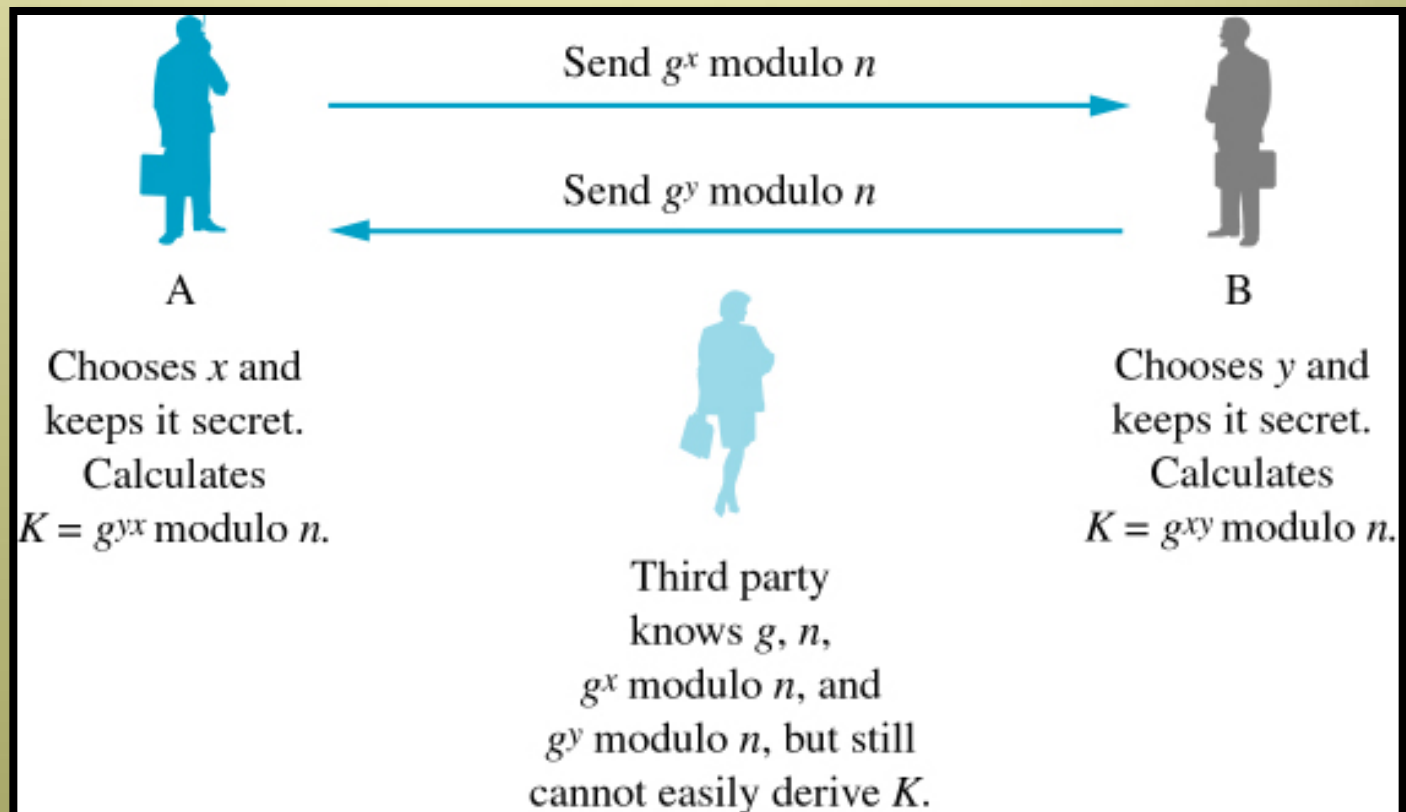 Send gˣ modulo n
Send gʸ modulo n
A
B
Chooses x and
keeps it secret.
Calculates
K = gʸˣ modulo n.
Third party
knows g, n,
gˣ modulo n, and
gʸ modulo n, but still
cannot easily derive K.
Chooses y and
keeps it secret.
Calculates
K = gˣʸ modulo n.